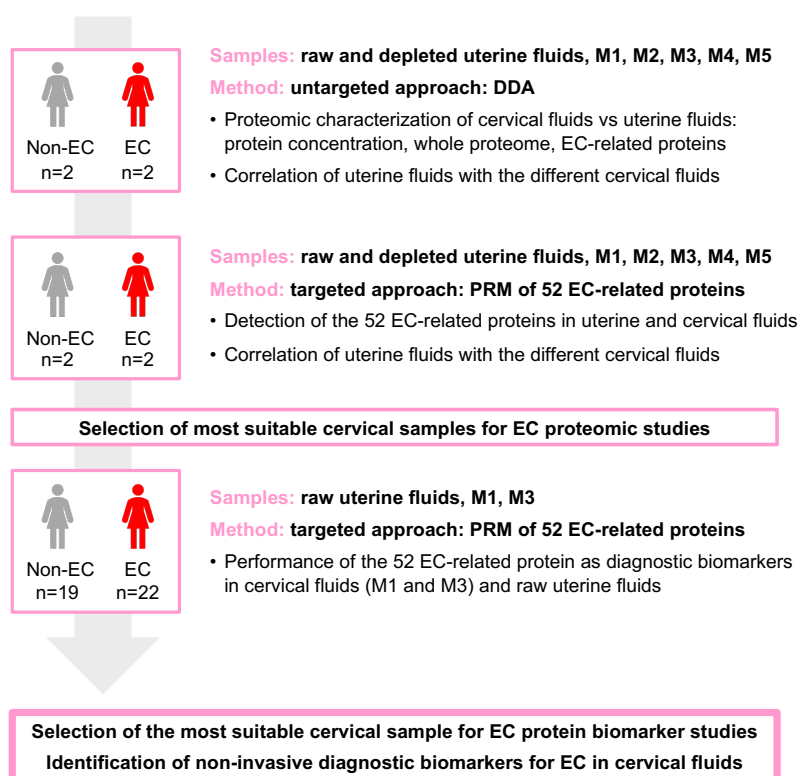 Samples: raw and depleted uterine fluids, M1, M2, M3, M4, M5
Method: untargeted approach: DDA
• Proteomic characterization of cervical fluids vs uterine fluids:
protein concentration, whole proteome, EC-related proteins
• Correlation of uterine fluids with the different cervical fluids
Non-EC EC
n=2 n=2
Samples: raw and depleted uterine fluids, M1, M2, M3, M4, M5
Method: targeted approach: PRM of 52 EC-related proteins
• Detection of the 52 EC-related proteins in uterine and cervical fluids
• Correlation of uterine fluids with the different cervical fluids
Non-EC EC
n=2 n=2
Selection of most suitable cervical samples for EC proteomic studies
Samples: raw uterine fluids, M1, M3
Method: targeted approach: PRM of 52 EC-related proteins
• Performance of the 52 EC-related protein as diagnostic biomarkers
in cervical fluids (M1 and M3) and raw uterine fluids
Non-EC EC
n=19 n=22
Selection of the most suitable cervical sample for EC protein biomarker studies
Identification of non-invasive diagnostic biomarkers for EC in cervical fluids